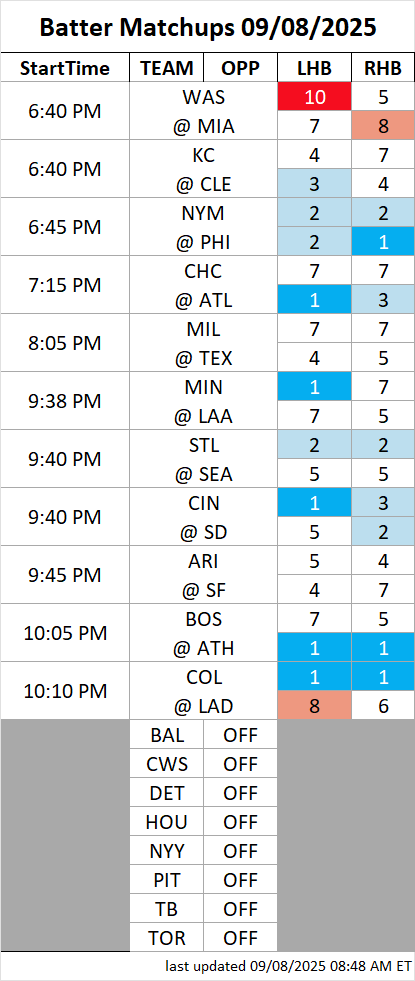 Batter Matchups 09/08/2025
StartTime TEAM OPP LHB RHB
6:40 PM WAS 10 5
@ MIA 7 8
6:40 PM KC 4 7
@ CLE 3 4
6:45 PM NYM 2 2
@ PHI 2 1
7:15 PM CHC 7 7
@ ATL 1 3
8:05 PM MIL 7 7
@ TEX 4 5
9:38 PM MIN 1 7
@ LAA 7 5
9:40 PM STL 2 2
@ SEA 5 5
9:40 PM CIN 1 3
@ SD 5 2
9:45 PM ARI 5 4
@ SF 4 7
10:05 PM BOS 7 5
@ ATH 1 1
10:10 PM COL 1 1
@ LAD 8 6
BAL OFF
CWS OFF
DET OFF
HOU OFF
NYY OFF
PIT OFF
TB OFF
TOR OFF
last updated 09/08/2025 08:48 AM ET